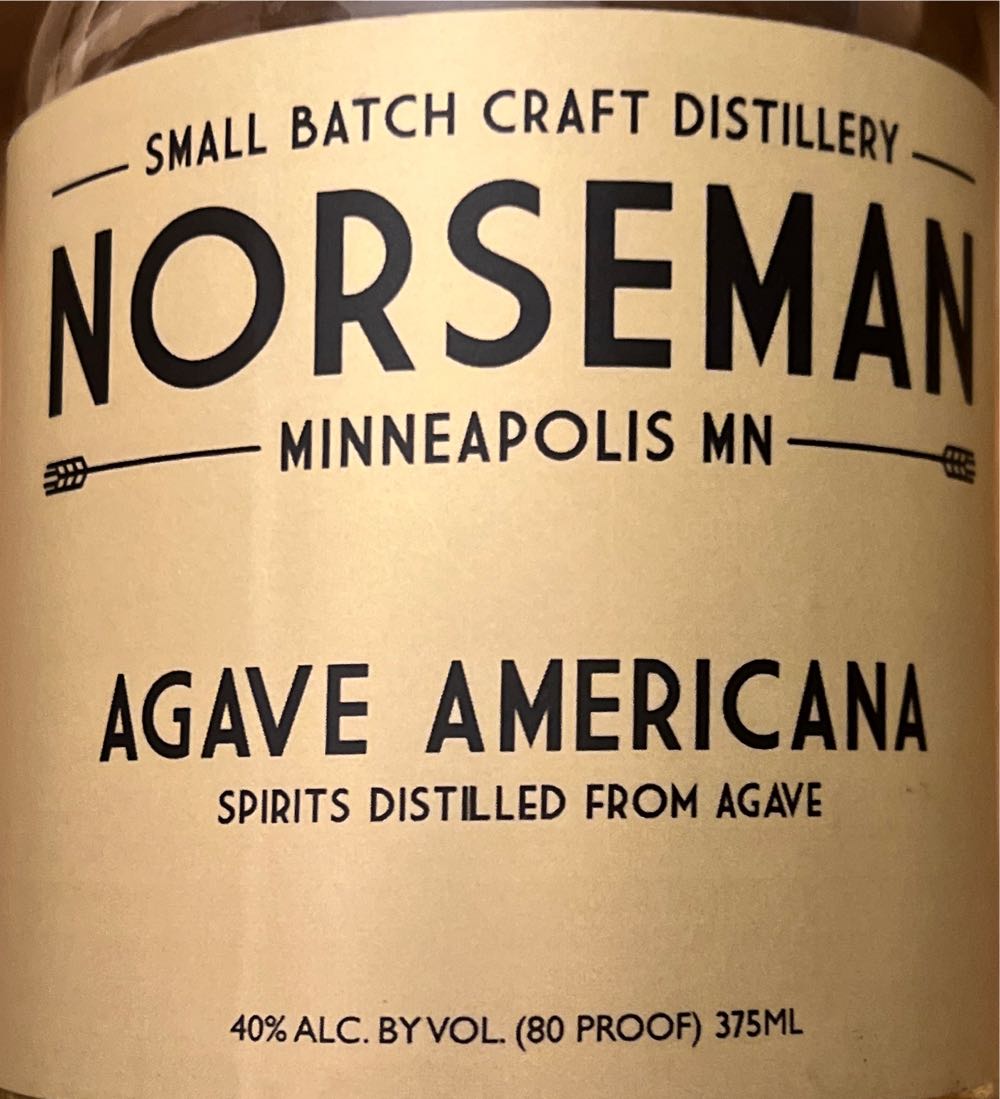 SMALL BATCH CRAFT DISTILLERY
NORSEMAN
MINNEAPOLIS MN
AGAVE AMERICANA
SPIRITS DISTILLED FROM AGAVE
40% ALC. BY VOL. (80 PROOF) 375ML